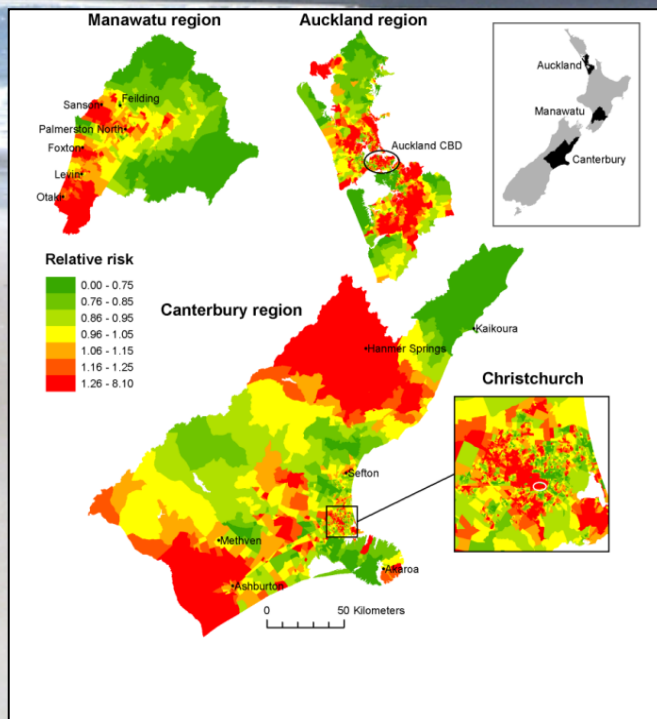 Manawatu region
Auckland region
Auckland
Manawatu
Canterbury
Sanson
Feilding
Palmerston North
Foxton
Levin
Otaki
Auckland CBD
Relative risk
0.00 - 0.75
0.76 - 0.85
0.86 - 0.95
0.96 - 1.05
1.06 - 1.15
1.16 - 1.25
1.26 - 8.10
Canterbury region
Kaikoura
Hanmer Springs
Christchurch
Sefton
Methven
Akaroa
Ashburton
0 50 Kilometers